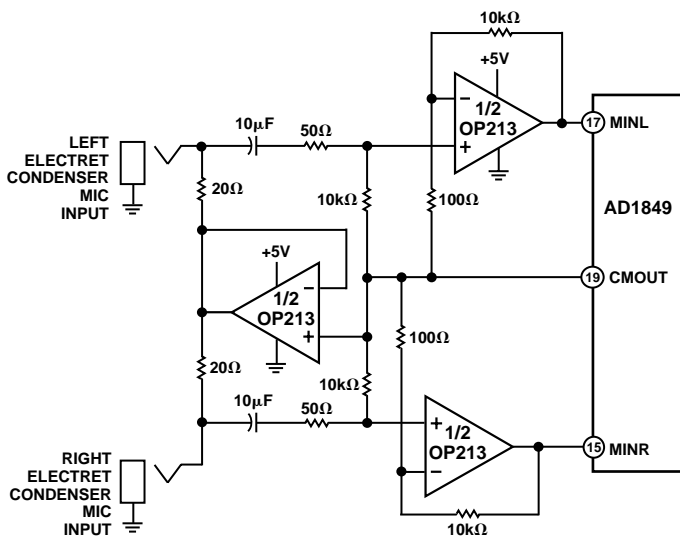 10kΩ
+5V
10μF
50Ω
1/2
OP213
17 MINL
LEFT
ELECTRET
CONDENSER
MIC
INPUT
20Ω
10kΩ
100Ω
AD1849
+5V
19 CMOUT
1/2
OP213
100Ω
20Ω
10kΩ
10μF
50Ω
1/2
OP213
15 MINR
RIGHT
ELECTRET
CONDENSER
MIC
INPUT
10kΩ
−
+
−
+
+
−